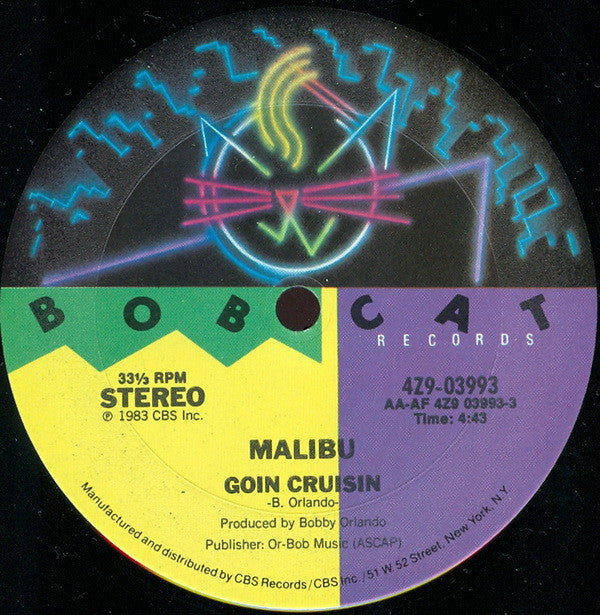 BOB CAT
RECORDS
33⅓ RPM
STEREO
℗ 1983 CBS Inc.
4Z9-03993
AA-AF 4Z9 03993-3
Time: 4:43
MALIBU
GOIN CRUISIN
-B. Orlando-
Produced by Bobby Orlando
Publisher: Or-Bob Music (ASCAP)
Manufactured and distributed by CBS Records/CBS Inc./51 W 52 Street, New York, N.Y.